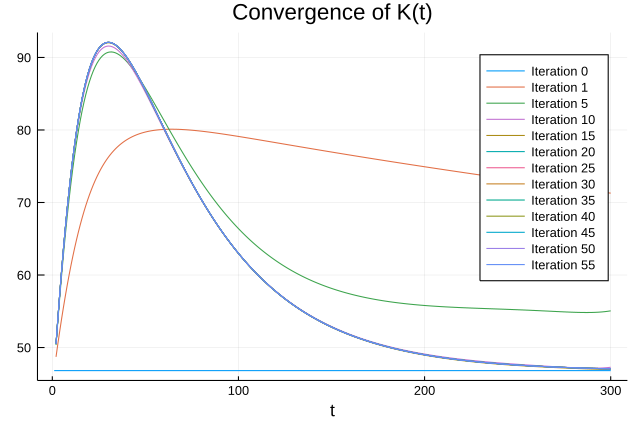 Convergence of K(t)
90
80
70
60
50
0
100
200
300
t
Iteration 0
Iteration 1
Iteration 5
Iteration 10
Iteration 15
Iteration 20
Iteration 25
Iteration 30
Iteration 35
Iteration 40
Iteration 45
Iteration 50
Iteration 55